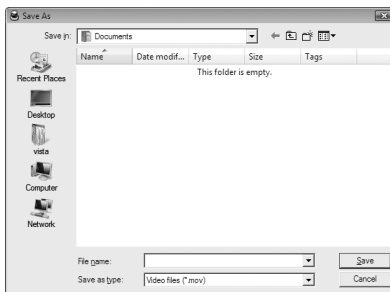 Save As
Save in: Documents
Name Date modif... Type Size Tags
This folder is empty.
Recent Places
Desktop
vista
Computer
Network
File name: Save
Save as type: Video files (*.mov) Cancel